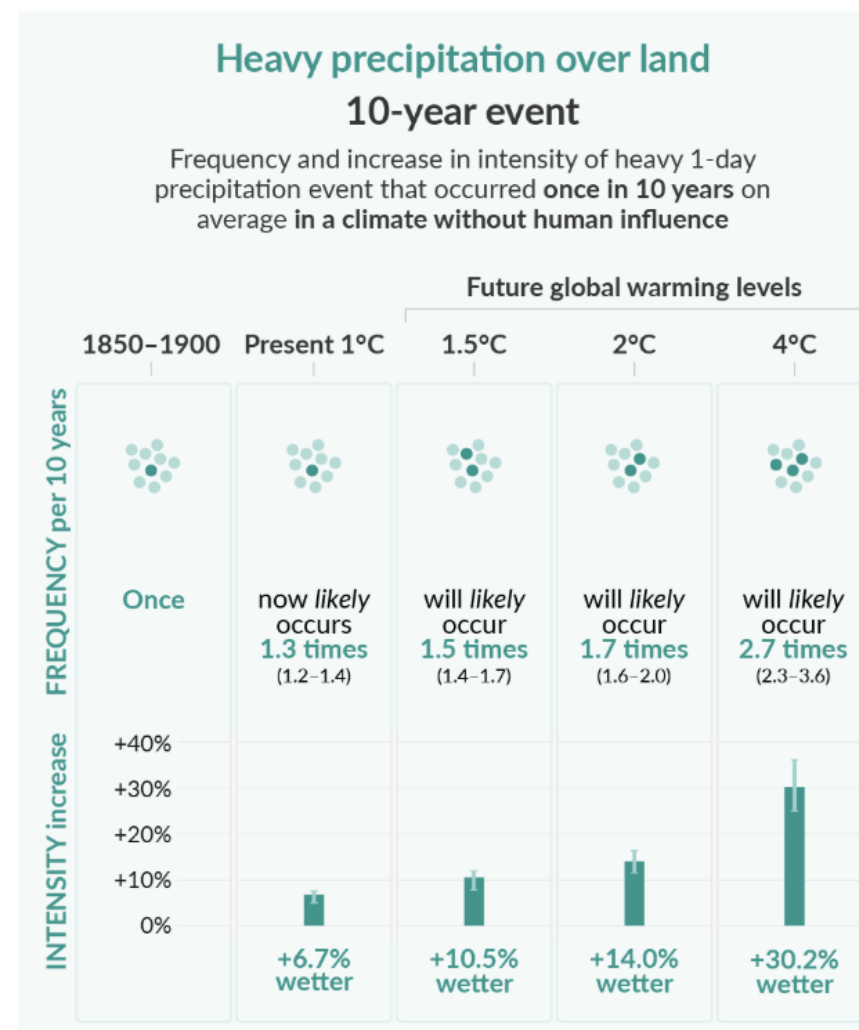 Heavy precipitation over land
10-year event
Frequency and increase in intensity of heavy 1-day
precipitation event that occurred once in 10 years on
average in a climate without human influence
Future global warming levels
1850–1900
Present 1°C
1.5°C
2°C
4°C
FREQUENCY per 10 years
Once
now likely
occurs
1.3 times
(1.2–1.4)
will likely
occur
1.5 times
(1.4–1.7)
will likely
occur
1.7 times
(1.6–2.0)
will likely
occur
2.7 times
(2.3–3.6)
INTENSITY increase
+40%
+30%
+20%
+10%
0%
+6.7%
wetter
+10.5%
wetter
+14.0%
wetter
+30.2%
wetter